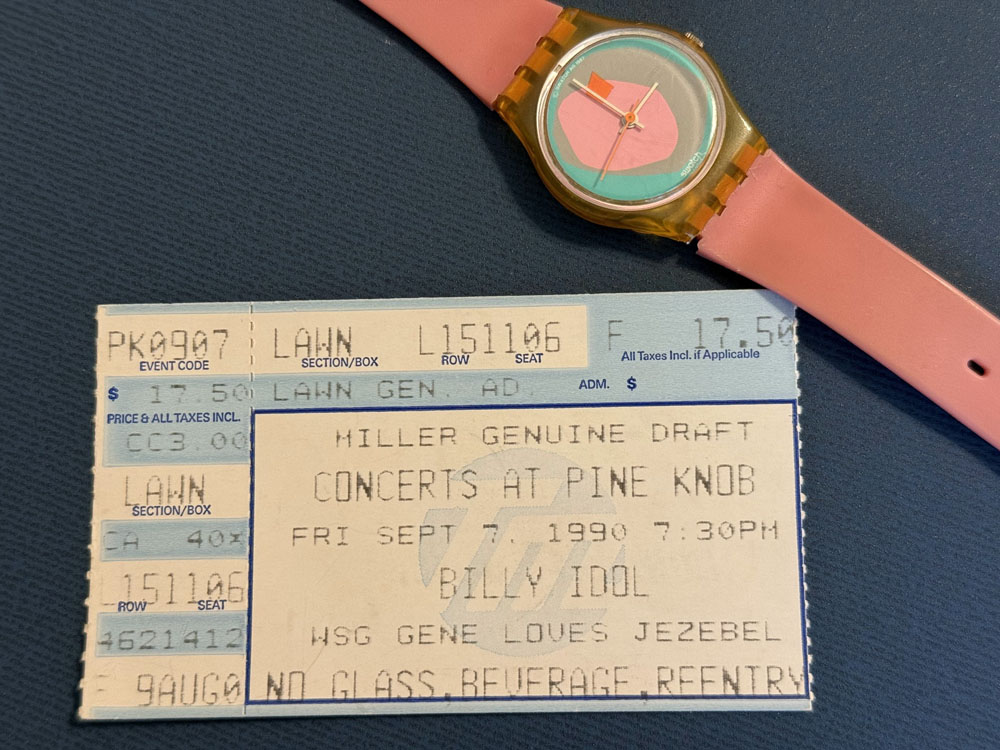 swatch
PK0907
EVENT CODE
$ 17.50
PRICE & ALL TAXES INCL
CC3.00
LAWN
SECTION/BOX
CA 40x
L151106
ROW SEAT
4621412
9AUG0
LAWN L151106 F 17.50
SECTION/BOX ROW SEAT All Taxes Incl. if Applicable
LAWN GEN. AD. ADM. $
MILLER GENUINE DRAFT
CONCERTS AT PINE KNOB
FRI SEPT 7, 1990 7:30PM
BILLY IDOL
WSG GENE LOVES JEZEBEL
NO GLASS,BEVERAGE,REENTRY